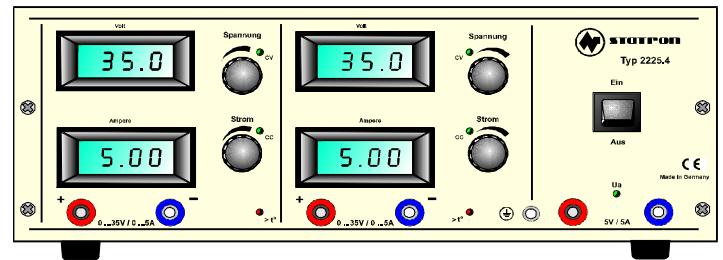 Volt
35.0
Spannung
CV
Ampere
5.00
Strom
CC
+
−
0 ...35V / 0 ...5A
> t°
Volt
35.0
Spannung
CV
Ampere
5.00
Strom
CC
+
−
0 ...35V / 0 ...5A
> t°
statron
Typ 2225.4
Ein
Aus
CE
Made in Germany
Ua
5V / 5A